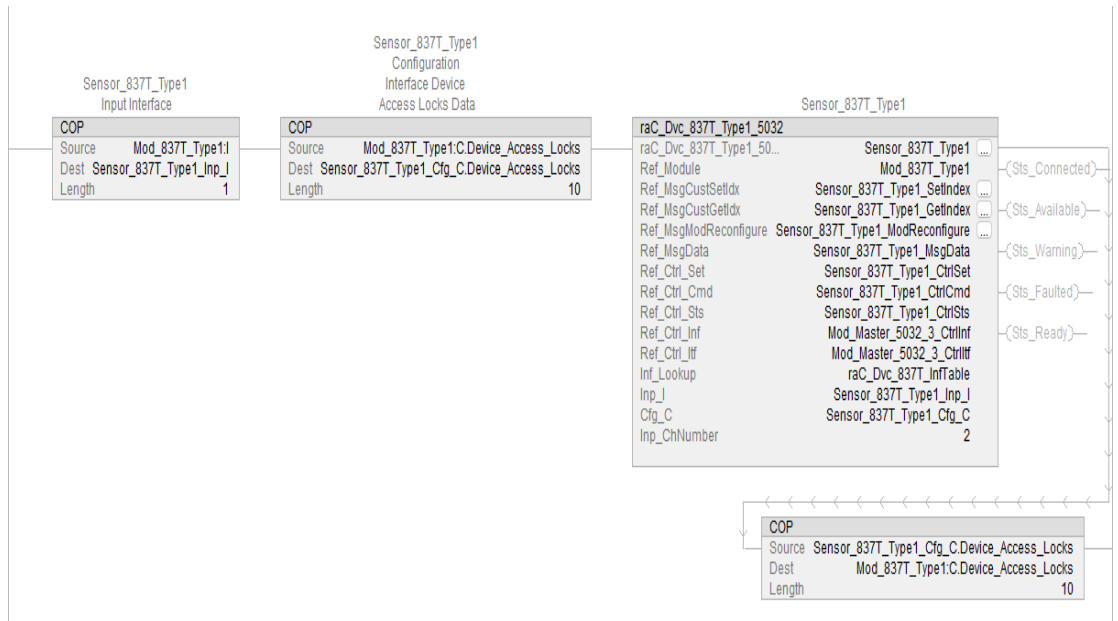 Sensor_837T_Type1
Input Interface
COP
Source Mod_837T_Type1:I
Dest Sensor_837T_Type1_Inp_I
Length 1
Sensor_837T_Type1
Configuration
Interface Device
Access Locks Data
COP
Source Mod_837T_Type1:C.Device_Access_Locks
Dest Sensor_837T_Type1_Cfg_C.Device_Access_Locks
Length 10
Sensor_837T_Type1
raC_Dvc_837T_Type1_5032
raC_Dvc_837T_Type1_50... Sensor_837T_Type1 ...
Ref_Module Mod_837T_Type1
Ref_MsgCustSetIdx Sensor_837T_Type1_SetIndex ...
Ref_MsgCustGetIdx Sensor_837T_Type1_GetIndex ...
Ref_MsgModReconfigure Sensor_837T_Type1_ModReconfigure ...
Ref_MsgData Sensor_837T_Type1_MsgData
Ref_Ctrl_Set Sensor_837T_Type1_CtrlSet
Ref_Ctrl_Cmd Sensor_837T_Type1_CtrlCmd
Ref_Ctrl_Sts Sensor_837T_Type1_CtrlSts
Ref_Ctrl_Inf Mod_Master_5032_3_CtrlInf
Ref_Ctrl_Itf Mod_Master_5032_3_CtrlItf
Inf_Lookup raC_Dvc_837T_InfTable
Inp_I Sensor_837T_Type1_Inp_I
Cfg_C Sensor_837T_Type1_Cfg_C
Inp_ChNumber 2
(Sts_Connected)
(Sts_Available)
(Sts_Warning)
(Sts_Faulted)
(Sts_Ready)
COP
Source Sensor_837T_Type1_Cfg_C.Device_Access_Locks
Dest Mod_837T_Type1:C.Device_Access_Locks
Length 10